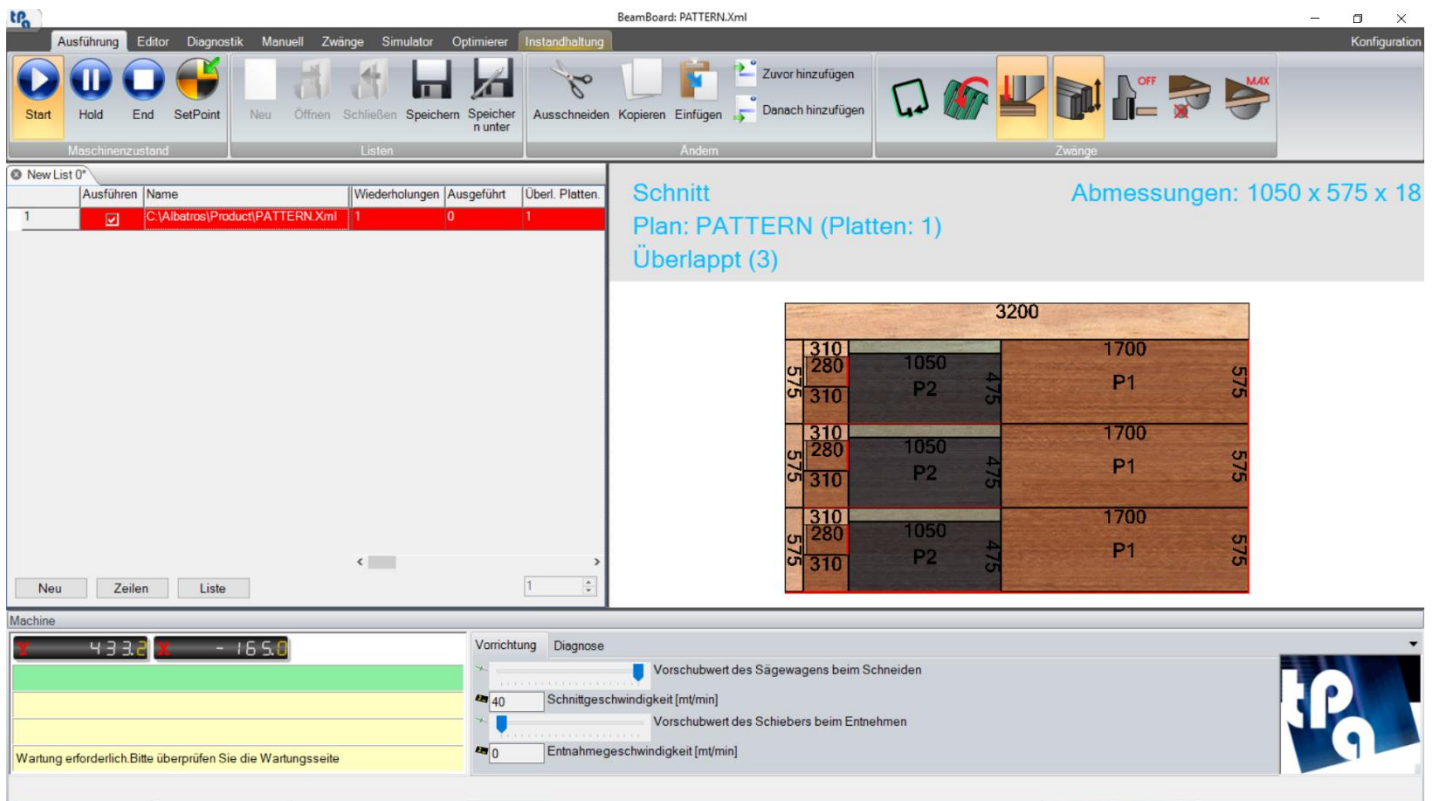 tpa
BeamBoard: PATTERN.Xml
Ausführung Editor Diagnostik Manuell Zwänge Simulator Optimierer Instandhaltung Konfiguration
Start Hold End SetPoint
Maschinenzustand
Neu Öffnen Schließen Speichern Speicher
n unter
Listen
Ausschneiden Kopieren Einfügen
Zuvor hinzufügen
Danach hinzufügen
Ändern
OFF
MAX
Zwänge
New List 0*
Ausführen Name Wiederholungen Ausgeführt Überl. Platten.
1 C:\Albatros\Product\PATTERN.Xml 1 0 1
Neu Zeilen Liste 1
Schnitt Abmessungen: 1050 x 575 x 18
Plan: PATTERN (Platten: 1)
Überlappt (3)
3200
310 1700
575 280 1050 475 575
P2 P1
310
310 1700
575 280 1050 475 575
P2 P1
310
310 1700
575 280 1050 475 575
P2 P1
310
Machine
Y 433.2 X -165.0
Wartung erforderlich.Bitte überprüfen Sie die Wartungsseite
Vorrichtung Diagnose
Vorschubwert des Sägewagens beim Schneiden
40 Schnittgeschwindigkeit [mt/min]
Vorschubwert des Schiebers beim Entnehmen
0 Entnahmegeschwindigkeit [mt/min]
tpa